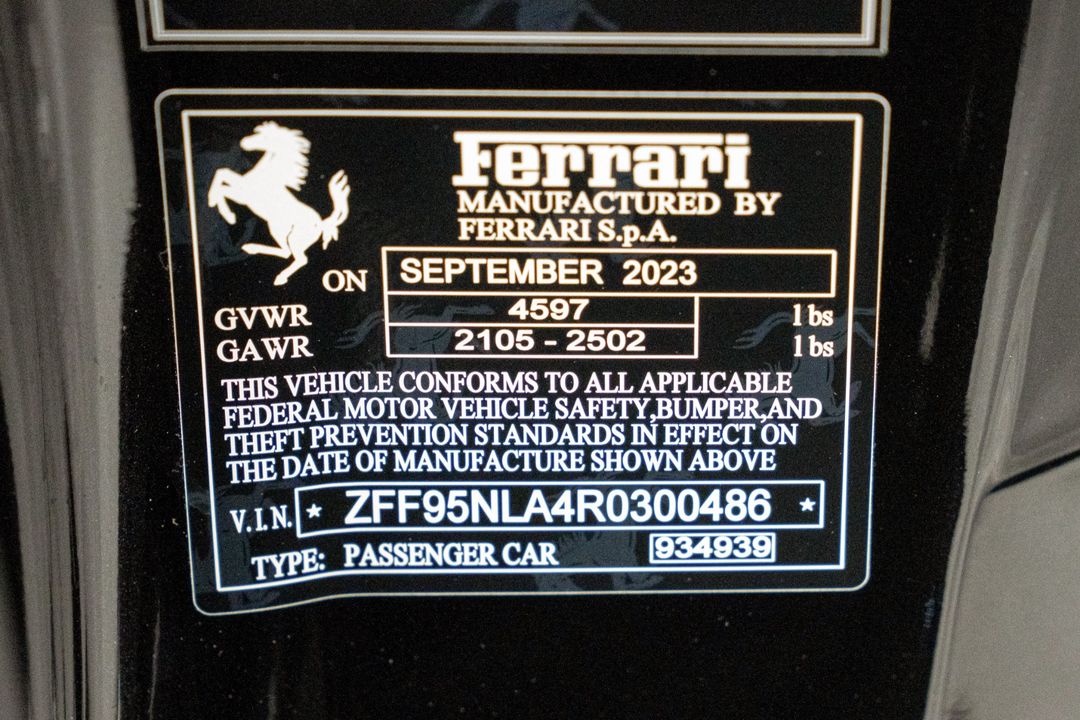 Ferrari
MANUFACTURED BY
FERRARI S.p.A.
ON SEPTEMBER 2023
GVWR 4597 lbs
GAWR 2105 - 2502 lbs
THIS VEHICLE CONFORMS TO ALL APPLICABLE
FEDERAL MOTOR VEHICLE SAFETY,BUMPER,AND
THEFT PREVENTION STANDARDS IN EFFECT ON
THE DATE OF MANUFACTURE SHOWN ABOVE
V.I.N. * ZFF95NLA4R0300486 *
TYPE: PASSENGER CAR 934939